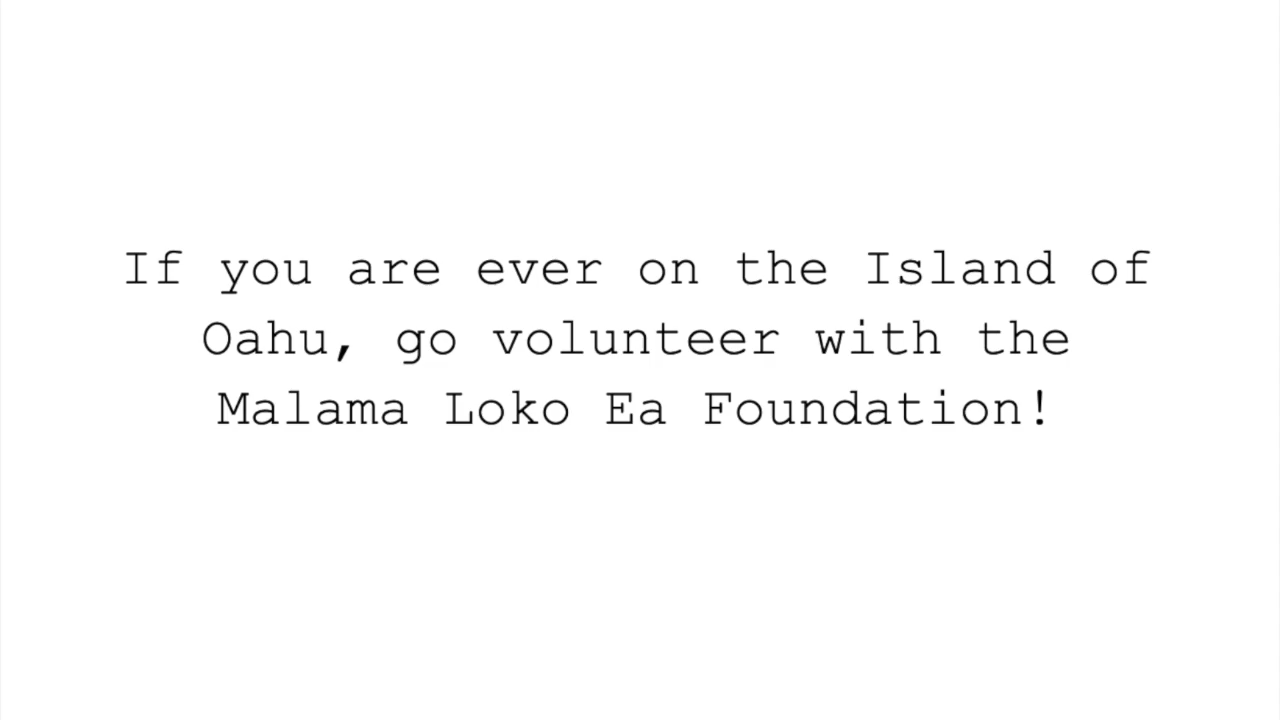 If you are ever on the Island of
Oahu, go volunteer with the
Malama Loko Ea Foundation!